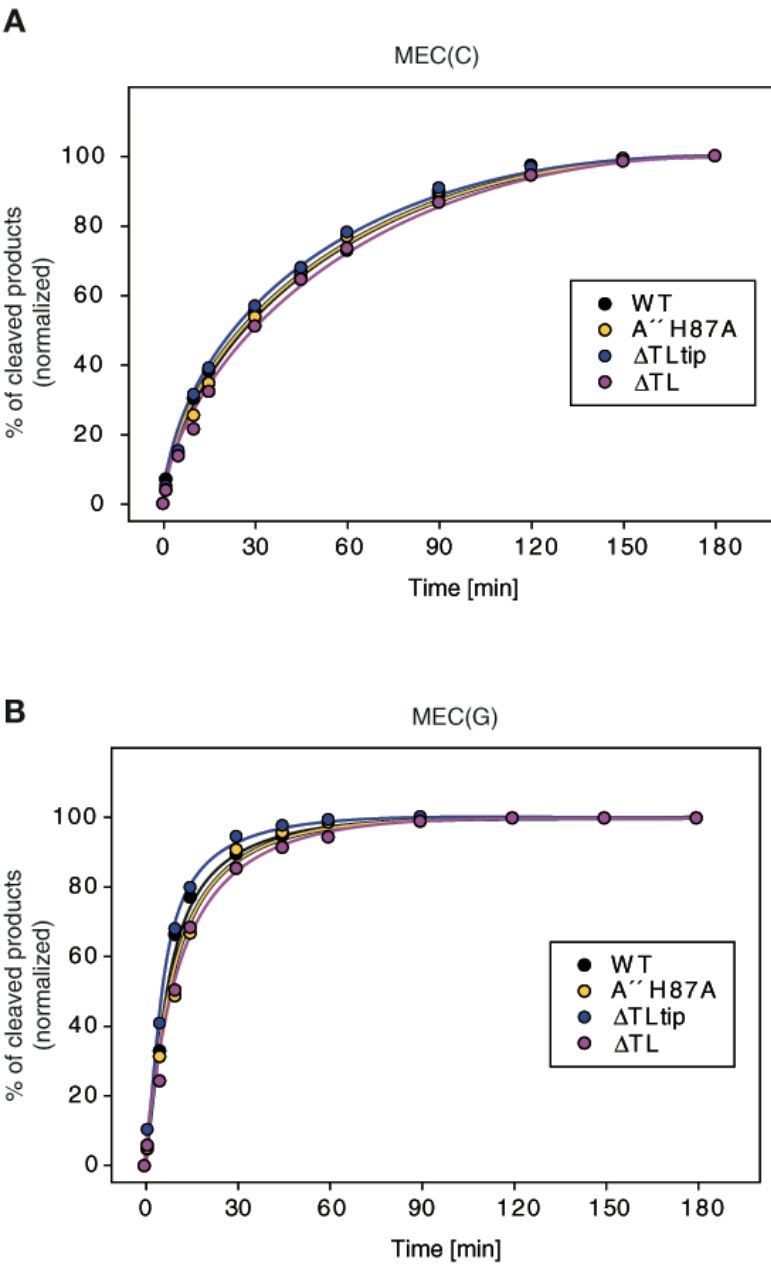 A
MEC(C)
% of cleaved products
(normalized)
100
80
60
40
20
0
WT
A´´ H87A
ΔTLtip
ΔTL
0 30 60 90 120 150 180
Time [min]
B
MEC(G)
% of cleaved products
(normalized)
100
80
60
40
20
0
WT
A´´ H87A
ΔTLtip
ΔTL
0 30 60 90 120 150 180
Time [min]